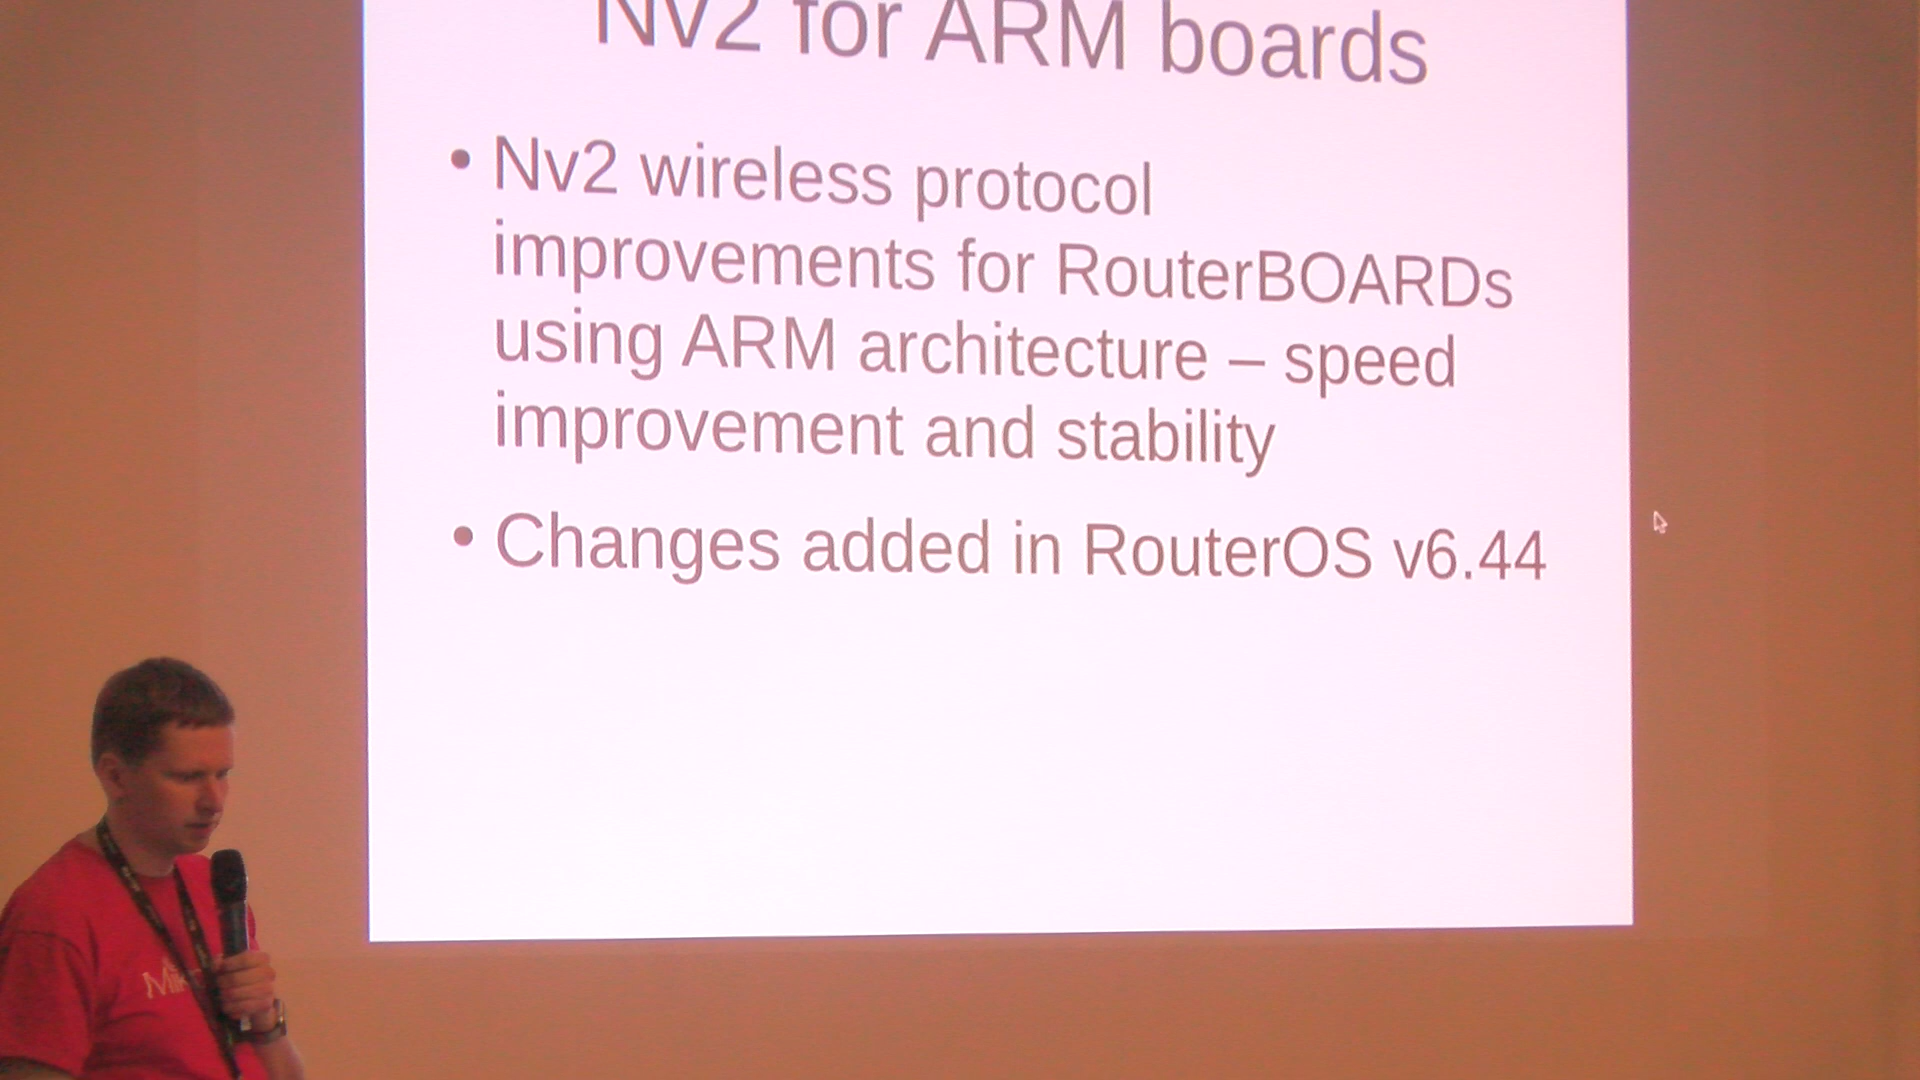 Nv2 for ARM boards
• Nv2 wireless protocol
improvements for RouterBOARDs
using ARM architecture – speed
improvement and stability
• Changes added in RouterOS v6.44
Mik